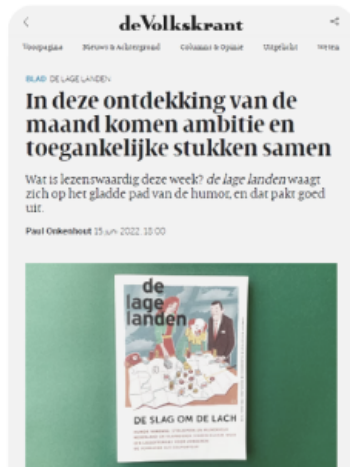 de Volkskrant
Voorpagina Nieuws & Achtergrond Columns & Opinie Uitgelicht Weten
BLAD DE LAGE LANDEN
In deze ontdekking van de
maand komen ambitie en
toegankelijke stukken samen
Wat is lezenswaardig deze week? de lage landen waagt
zich op het gladde pad van de humor, en dat pakt goed
uit.
Paul Onkenhout 15 juni 2022, 18:00
de
lage
landen
DE SLAG OM DE LACH